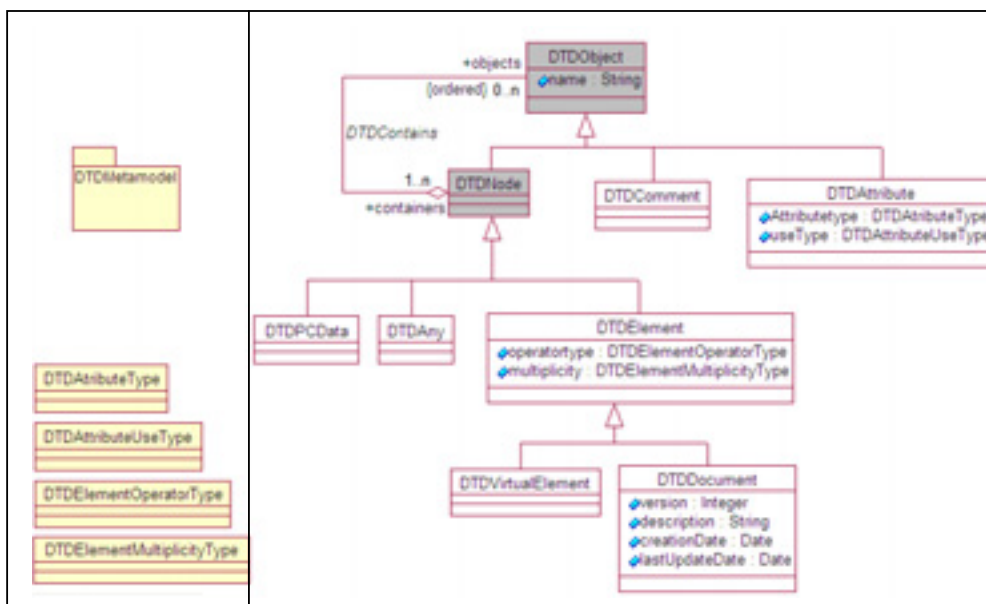 DTDMetamodel
DTDAtributeType
DTDAttributeUseType
DTDElementOperatorType
DTDElementMultiplicityType
DTDObject
name : String
+objects
(ordered) 0..n
DTDContains
1..n
+containers
DTDNode
DTDComment
DTDAttribute
Attributetype : DTDAtributeType
useType : DTDAttributeUseType
DTDPCData
DTDAny
DTDElement
operatortype : DTDElementOperatorType
multiplicity : DTDElementMultiplicityType
DTDVirtualElement
DTDDocument
version : Integer
description : String
creationDate : Date
lastUpdateDate : Date